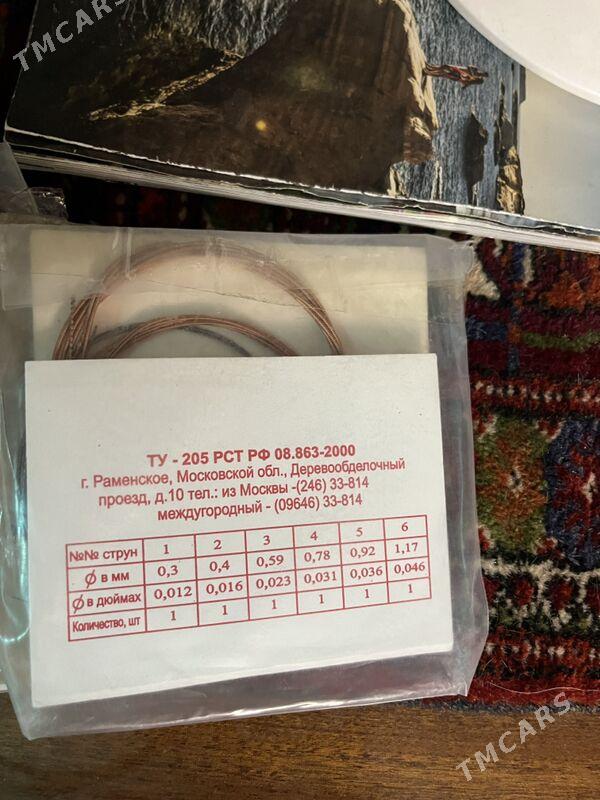 TMCARS
ТУ - 205 РСТ РФ 08.863-2000
г. Раменское, Московской обл., Деревообделочный
проезд, д.10 тел.: из Москвы -(246) 33-814
междугородный - (09646) 33-814
№№ струн 1 2 3 4 5 6
∅ в мм 0,3 0,4 0,59 0,78 0,92 1,17
∅ в дюймах 0,012 0,016 0,023 0,031 0,036 0,046
Количество, шт 1 1 1 1 1 1
TMCARS